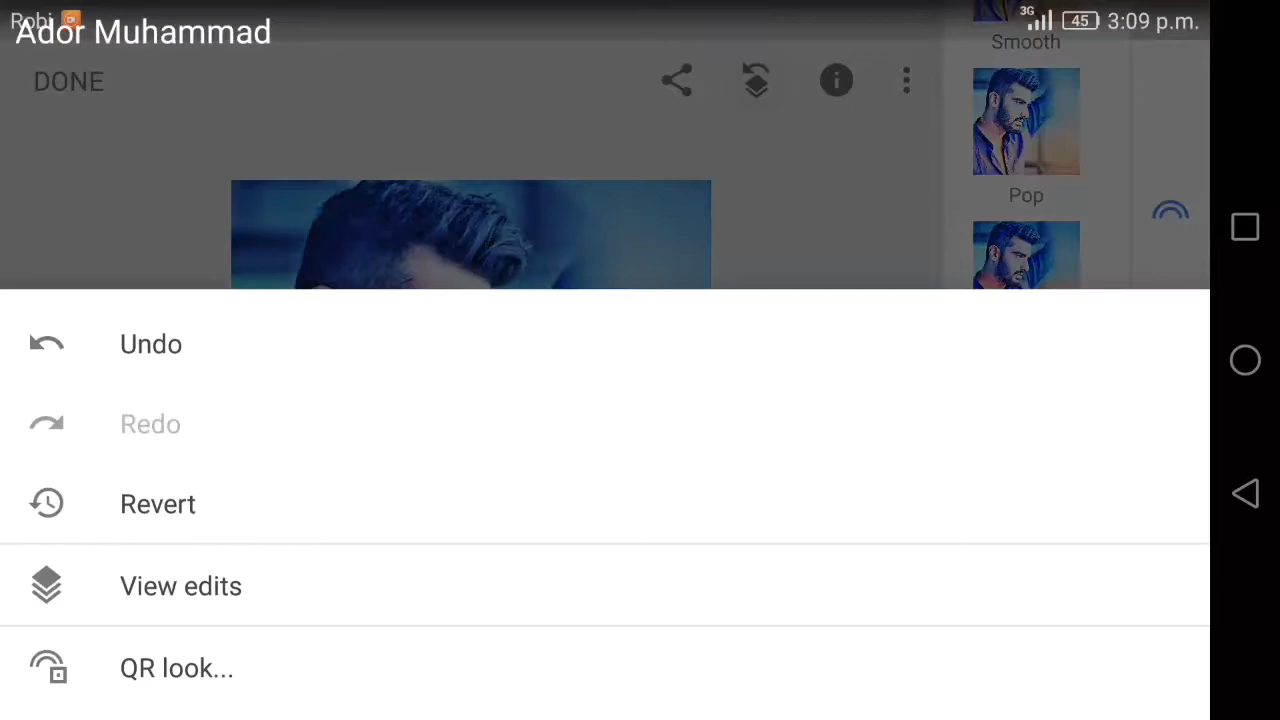 Robi
3G 45 3:09 p.m.
Ador Muhammad
DONE
Smooth
Pop
Undo
Redo
Revert
View edits
QR look...